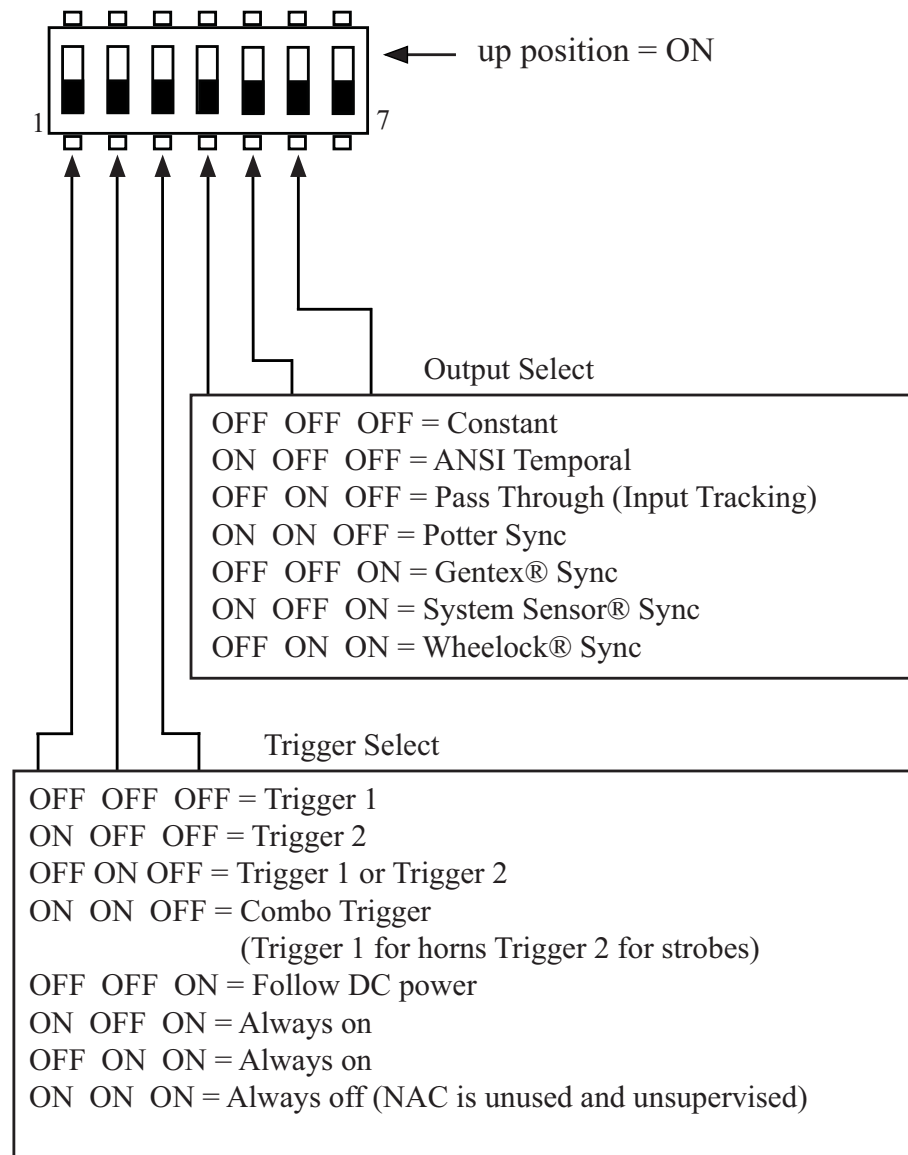 up position = ON
1
7
Output Select
OFF OFF OFF = Constant
ON OFF OFF = ANSI Temporal
OFF ON OFF = Pass Through (Input Tracking)
ON ON OFF = Potter Sync
OFF OFF ON = Gentex® Sync
ON OFF ON = System Sensor® Sync
OFF ON ON = Wheelock® Sync
Trigger Select
OFF OFF OFF = Trigger 1
ON OFF OFF = Trigger 2
OFF ON OFF = Trigger 1 or Trigger 2
ON ON OFF = Combo Trigger
(Trigger 1 for horns Trigger 2 for strobes)
OFF OFF ON = Follow DC power
ON OFF ON = Always on
OFF ON ON = Always on
ON ON ON = Always off (NAC is unused and unsupervised)